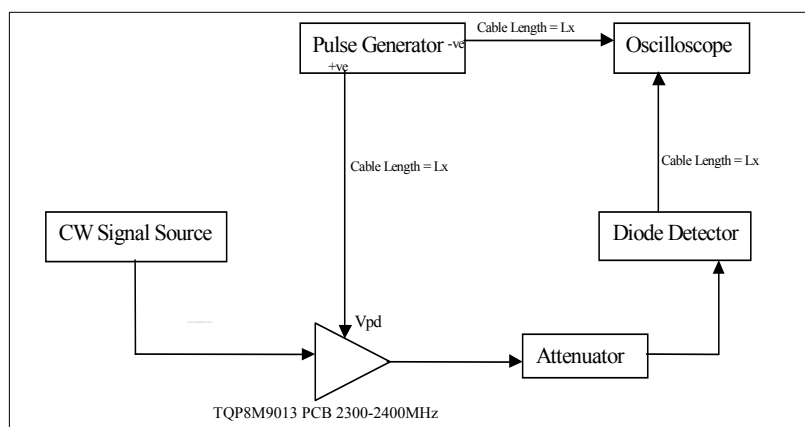 Pulse Generator -ve
+ve
Cable Length = Lx
Oscilloscope
Cable Length = Lx
Cable Length = Lx
CW Signal Source
Diode Detector
Vpd
Attenuator
TQP8M9013 PCB 2300-2400MHz